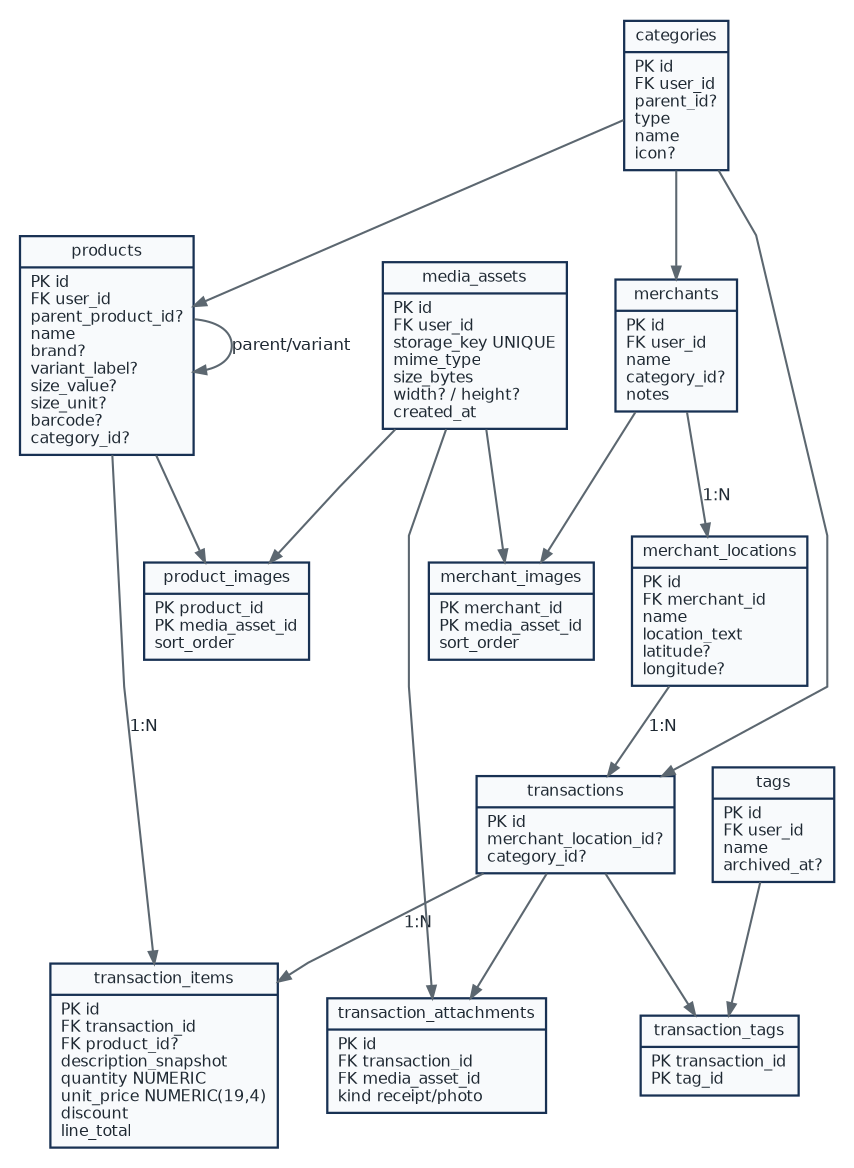 categories
PK id
FK user_id
parent_id?
type
name
icon?
products
PK id
FK user_id
parent_product_id?
name
brand?
variant_label?
size_value?
size_unit?
barcode?
category_id?
parent/variant
media_assets
PK id
FK user_id
storage_key UNIQUE
mime_type
size_bytes
width? / height?
created_at
merchants
PK id
FK user_id
name
category_id?
notes
1:N
product_images
PK product_id
PK media_asset_id
sort_order
merchant_images
PK merchant_id
PK media_asset_id
sort_order
merchant_locations
PK id
FK merchant_id
name
location_text
latitude?
longitude?
1:N
1:N
transactions
PK id
merchant_location_id?
category_id?
tags
PK id
FK user_id
name
archived_at?
1:N
transaction_items
PK id
FK transaction_id
FK product_id?
description_snapshot
quantity NUMERIC
unit_price NUMERIC(19,4)
discount
line_total
transaction_attachments
PK id
FK transaction_id
FK media_asset_id
kind receipt/photo
transaction_tags
PK transaction_id
PK tag_id